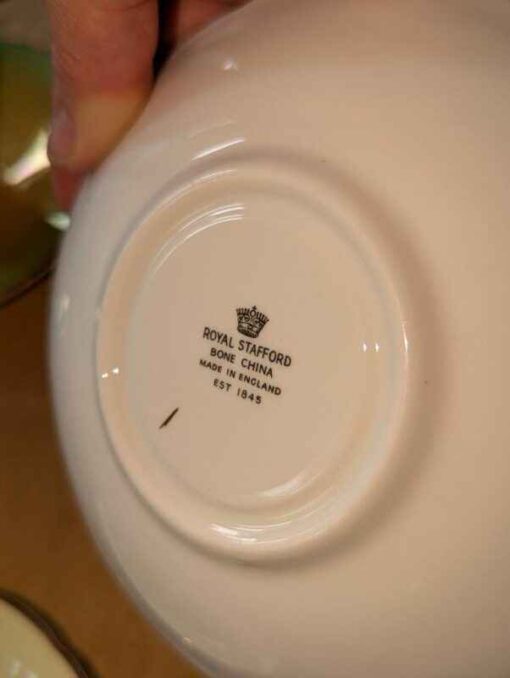 ROYAL STAFFORD
BONE CHINA
MADE IN ENGLAND
EST 1845